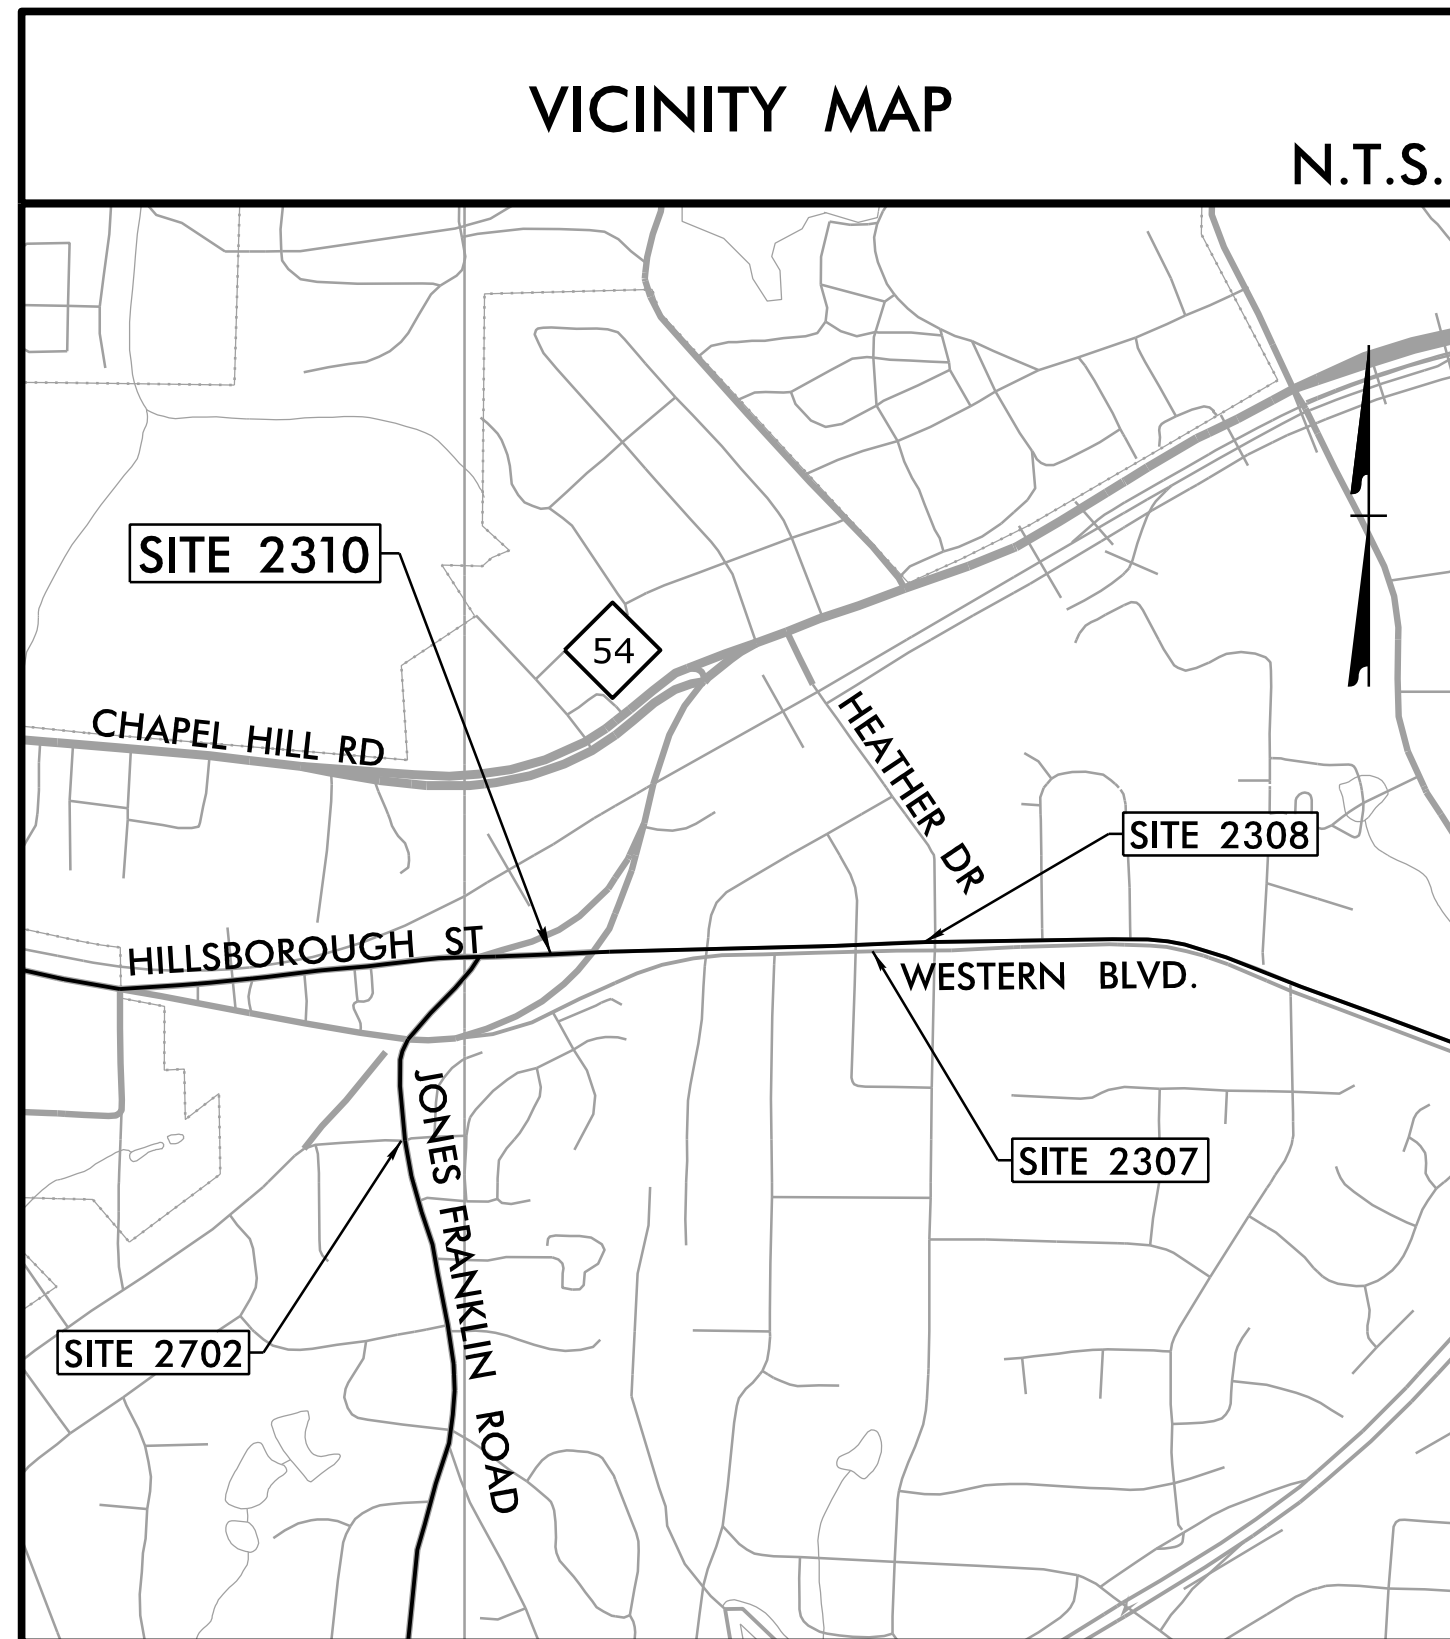 VICINITY MAP
N.T.S.
SITE 2310
54
CHAPEL HILL RD
HEATHER DR
SITE 2308
HILLSBOROUGH ST
WESTERN BLVD.
JONES FRANKLIN ROAD
SITE 2307
SITE 2702